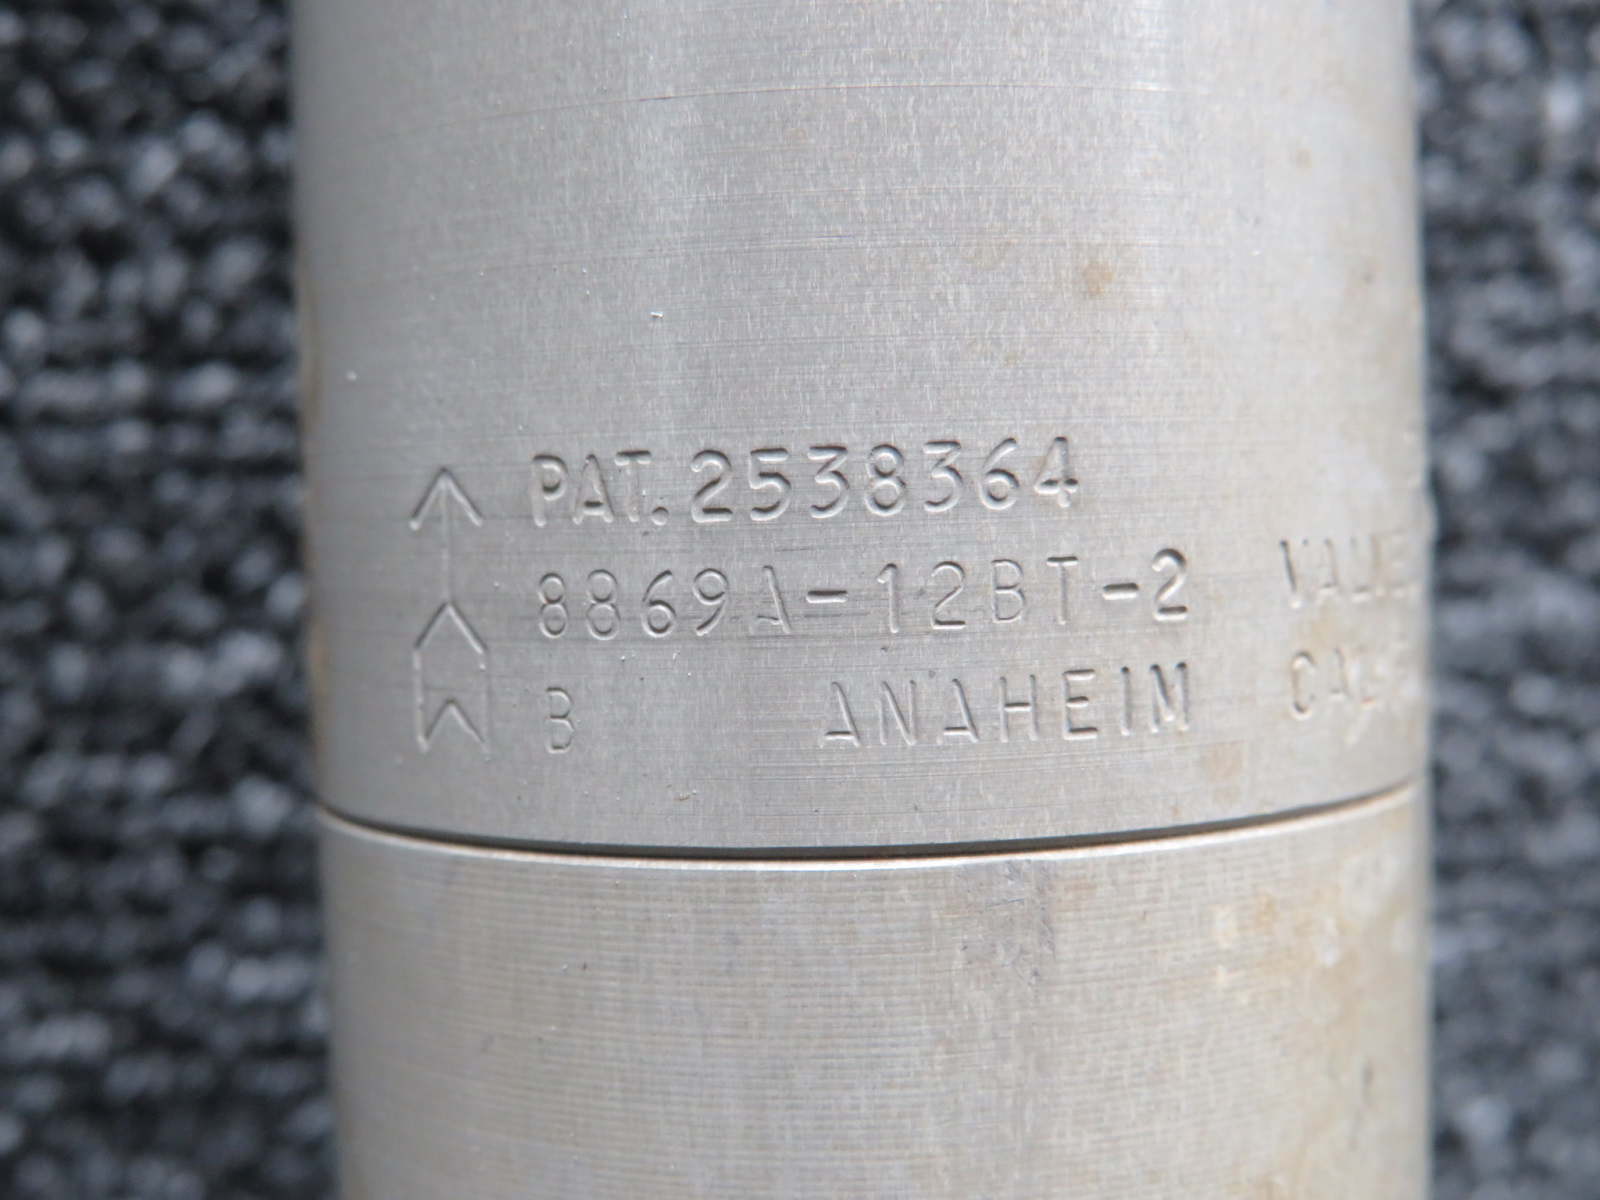 PAT. 2538364
8869A-12BT-2
B ANAHEIM